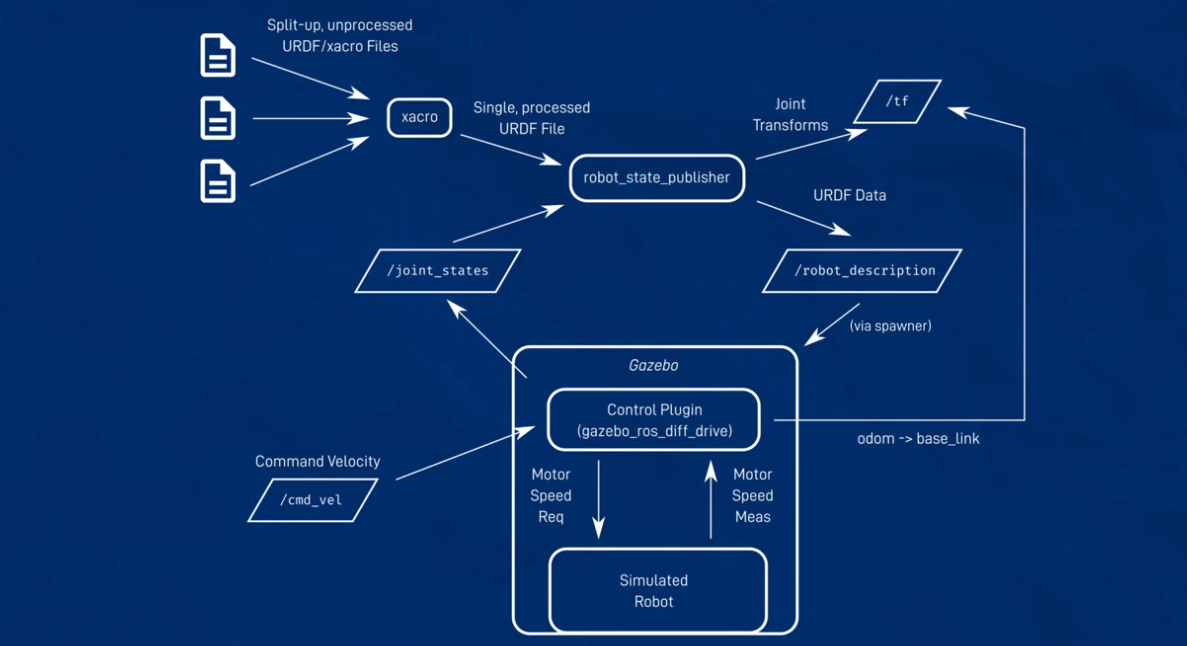 Split-up, unprocessed
URDF/xacro Files
xacro
Single, processed
URDF File
Joint
Transforms
/tf
robot_state_publisher
URDF Data
/joint_states
/robot_description
(via spawner)
Gazebo
Control Plugin
(gazebo_ros_diff_drive)
odom -> base_link
Command Velocity
/cmd_vel
Motor
Speed
Req
Motor
Speed
Meas
Simulated
Robot